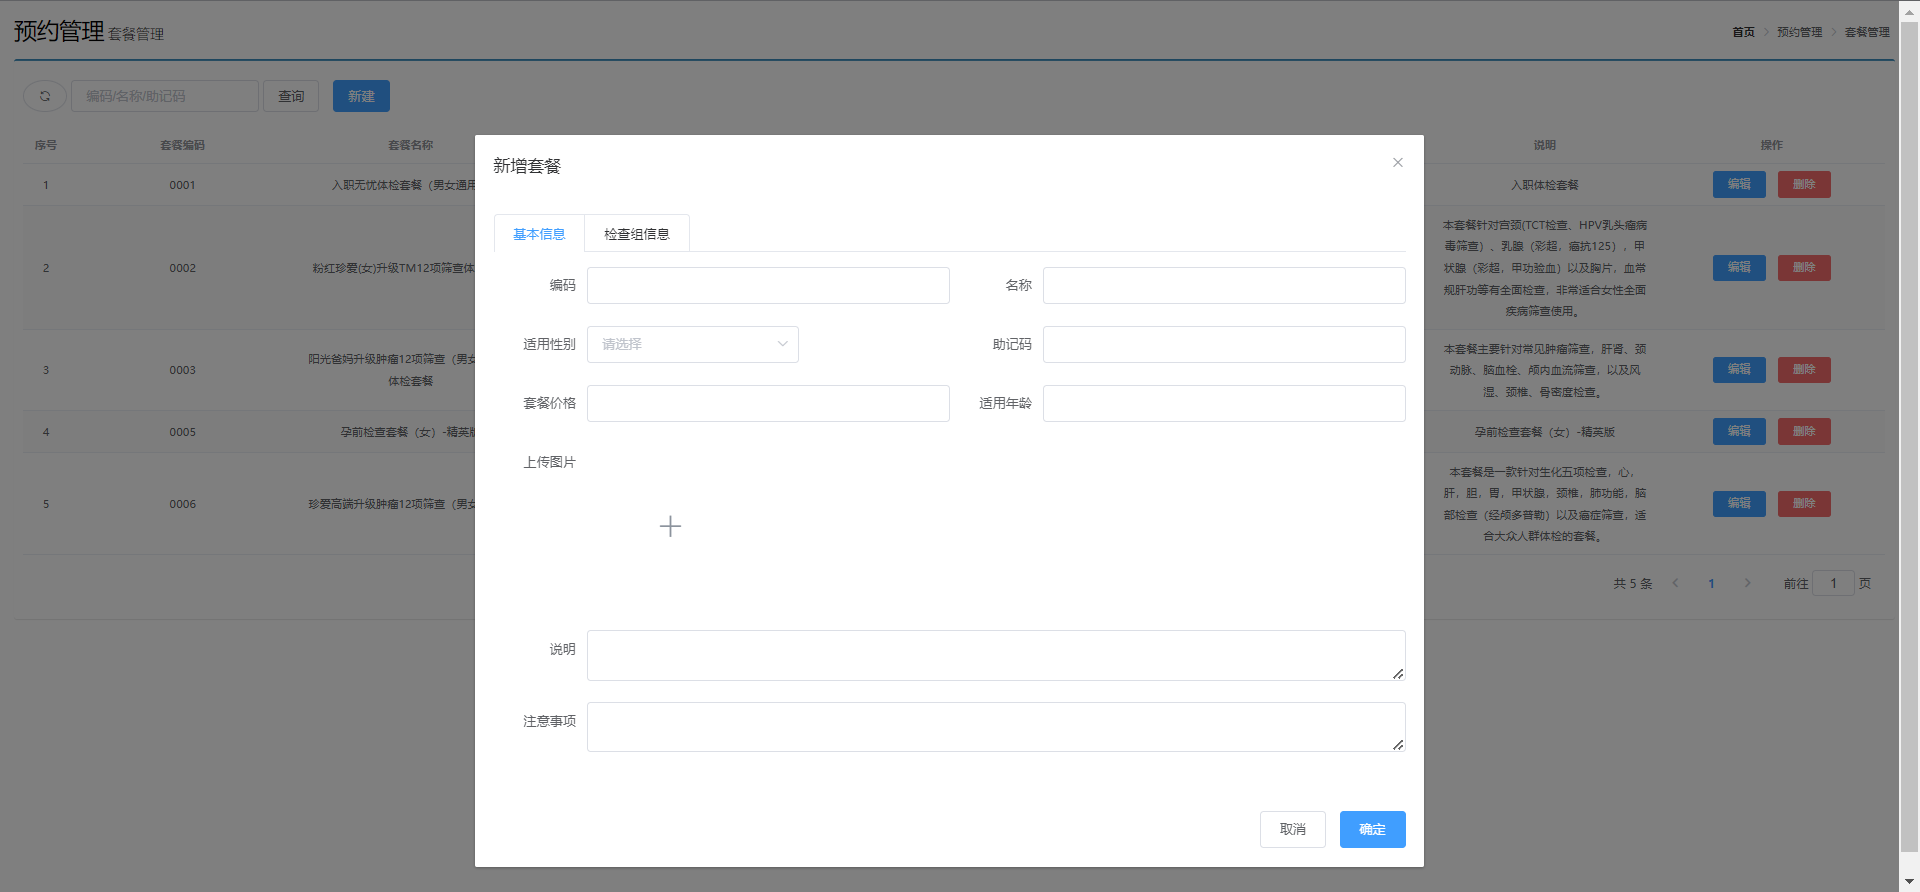 预约管理 套餐管理
首页 > 预约管理 > 套餐管理
编码/名称/助记码 查询 新建
序号 套餐编码 套餐名称 说明 操作
1 0001 入职无忧体检套餐（男女通用 入职体检套餐 编辑 删除
2 0002 粉红珍爱(女)升级TM12项筛查体 编辑 删除
本套餐针对宫颈(TCT检查、HPV乳头瘤病
毒筛查）、乳腺（彩超，癌抗125），甲
状腺（彩超，甲功验血）以及胸片，血常
规肝功等有全面检查，非常适合女性全面
疾病筛查使用。
3 0003 编辑 删除
阳光爸妈升级肿瘤12项筛查（男女
体检套餐
本套餐主要针对常见肿瘤筛查，肝肾、颈
动脉、脑血栓、颅内血流筛查，以及风
湿、颈椎、骨密度检查。
4 0005 孕前检查套餐（女）-精英版 孕前检查套餐（女）-精英版 编辑 删除
5 0006 珍爱高端升级肿瘤12项筛查（男女 编辑 删除
本套餐是一款针对生化五项检查，心，
肝，胆，胃，甲状腺，颈椎，肺功能，脑
部检查（经颅多普勒）以及癌症筛查，适
合大众人群体检的套餐。
共 5 条 1 前往 1 页
新增套餐
基本信息 检查组信息
编码 名称
适用性别 请选择 助记码
套餐价格 适用年龄
上传图片
说明
注意事项
取消 确定